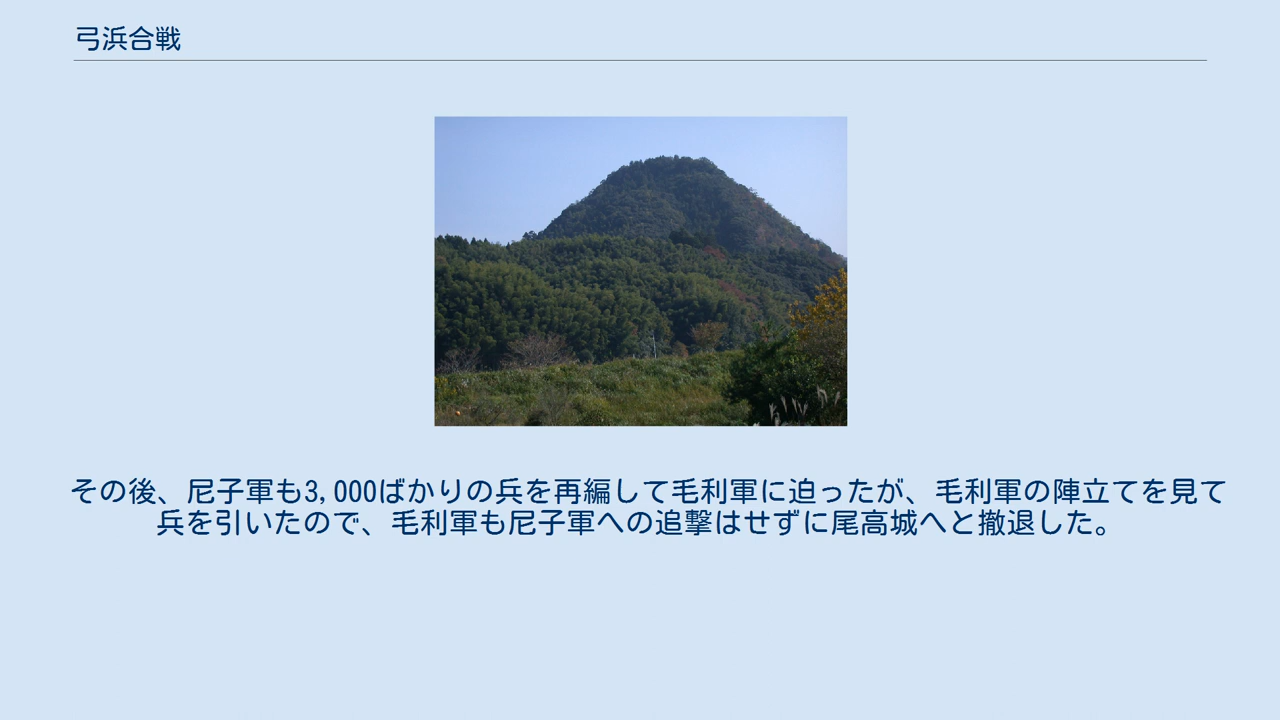 弓浜合戦
その後、尼子軍も3,000ばかりの兵を再編して毛利軍に迫ったが、毛利軍の陣立てを見て
兵を引いたので、毛利軍も尼子軍への追撃はせずに尾高城へと撤退した。